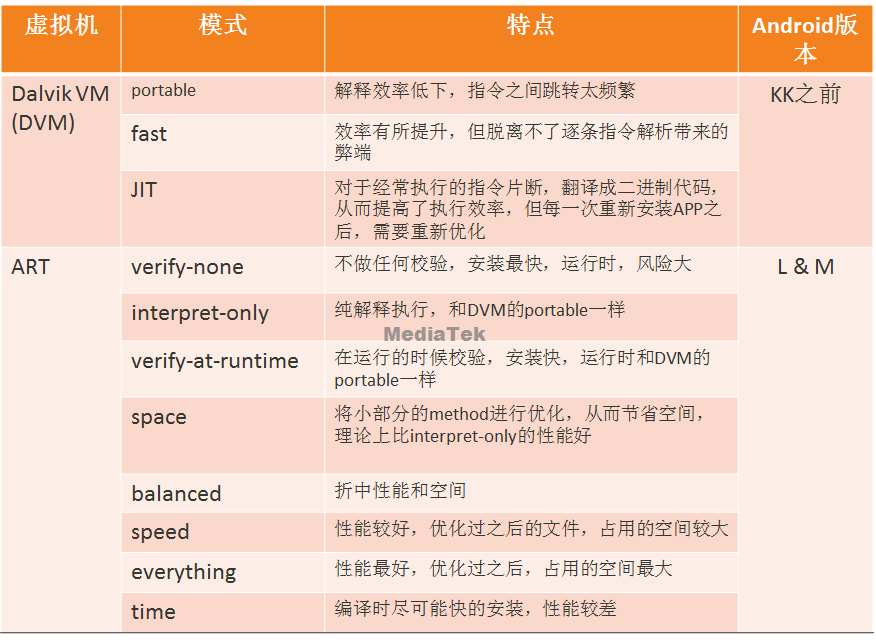 虚拟机 模式 特点 Android版
本
Dalvik VM portable 解释效率低下，指令之间跳转太频繁 KK之前
(DVM)
fast 效率有所提升，但脱离不了逐条指令解析带来的
弊端
JIT 对于经常执行的指令片断，翻译成二进制代码，
从而提高了执行效率，但每一次重新安装APP之
后，需要重新优化
ART verify-none 不做任何校验，安装最快，运行时，风险大 L & M
interpret-only 纯解释执行，和DVM的portable一样
MediaTek
verify-at-runtime 在运行的时候校验，安装快，运行时和DVM的
portable一样
space 将小部分的method进行优化，从而节省空间，
理论上比interpret-only的性能好
balanced 折中性能和空间
speed 性能较好，优化过之后的文件，占用的空间较大
everything 性能最好，优化过之后，占用的空间最大
time 编译时尽可能快的安装，性能较差